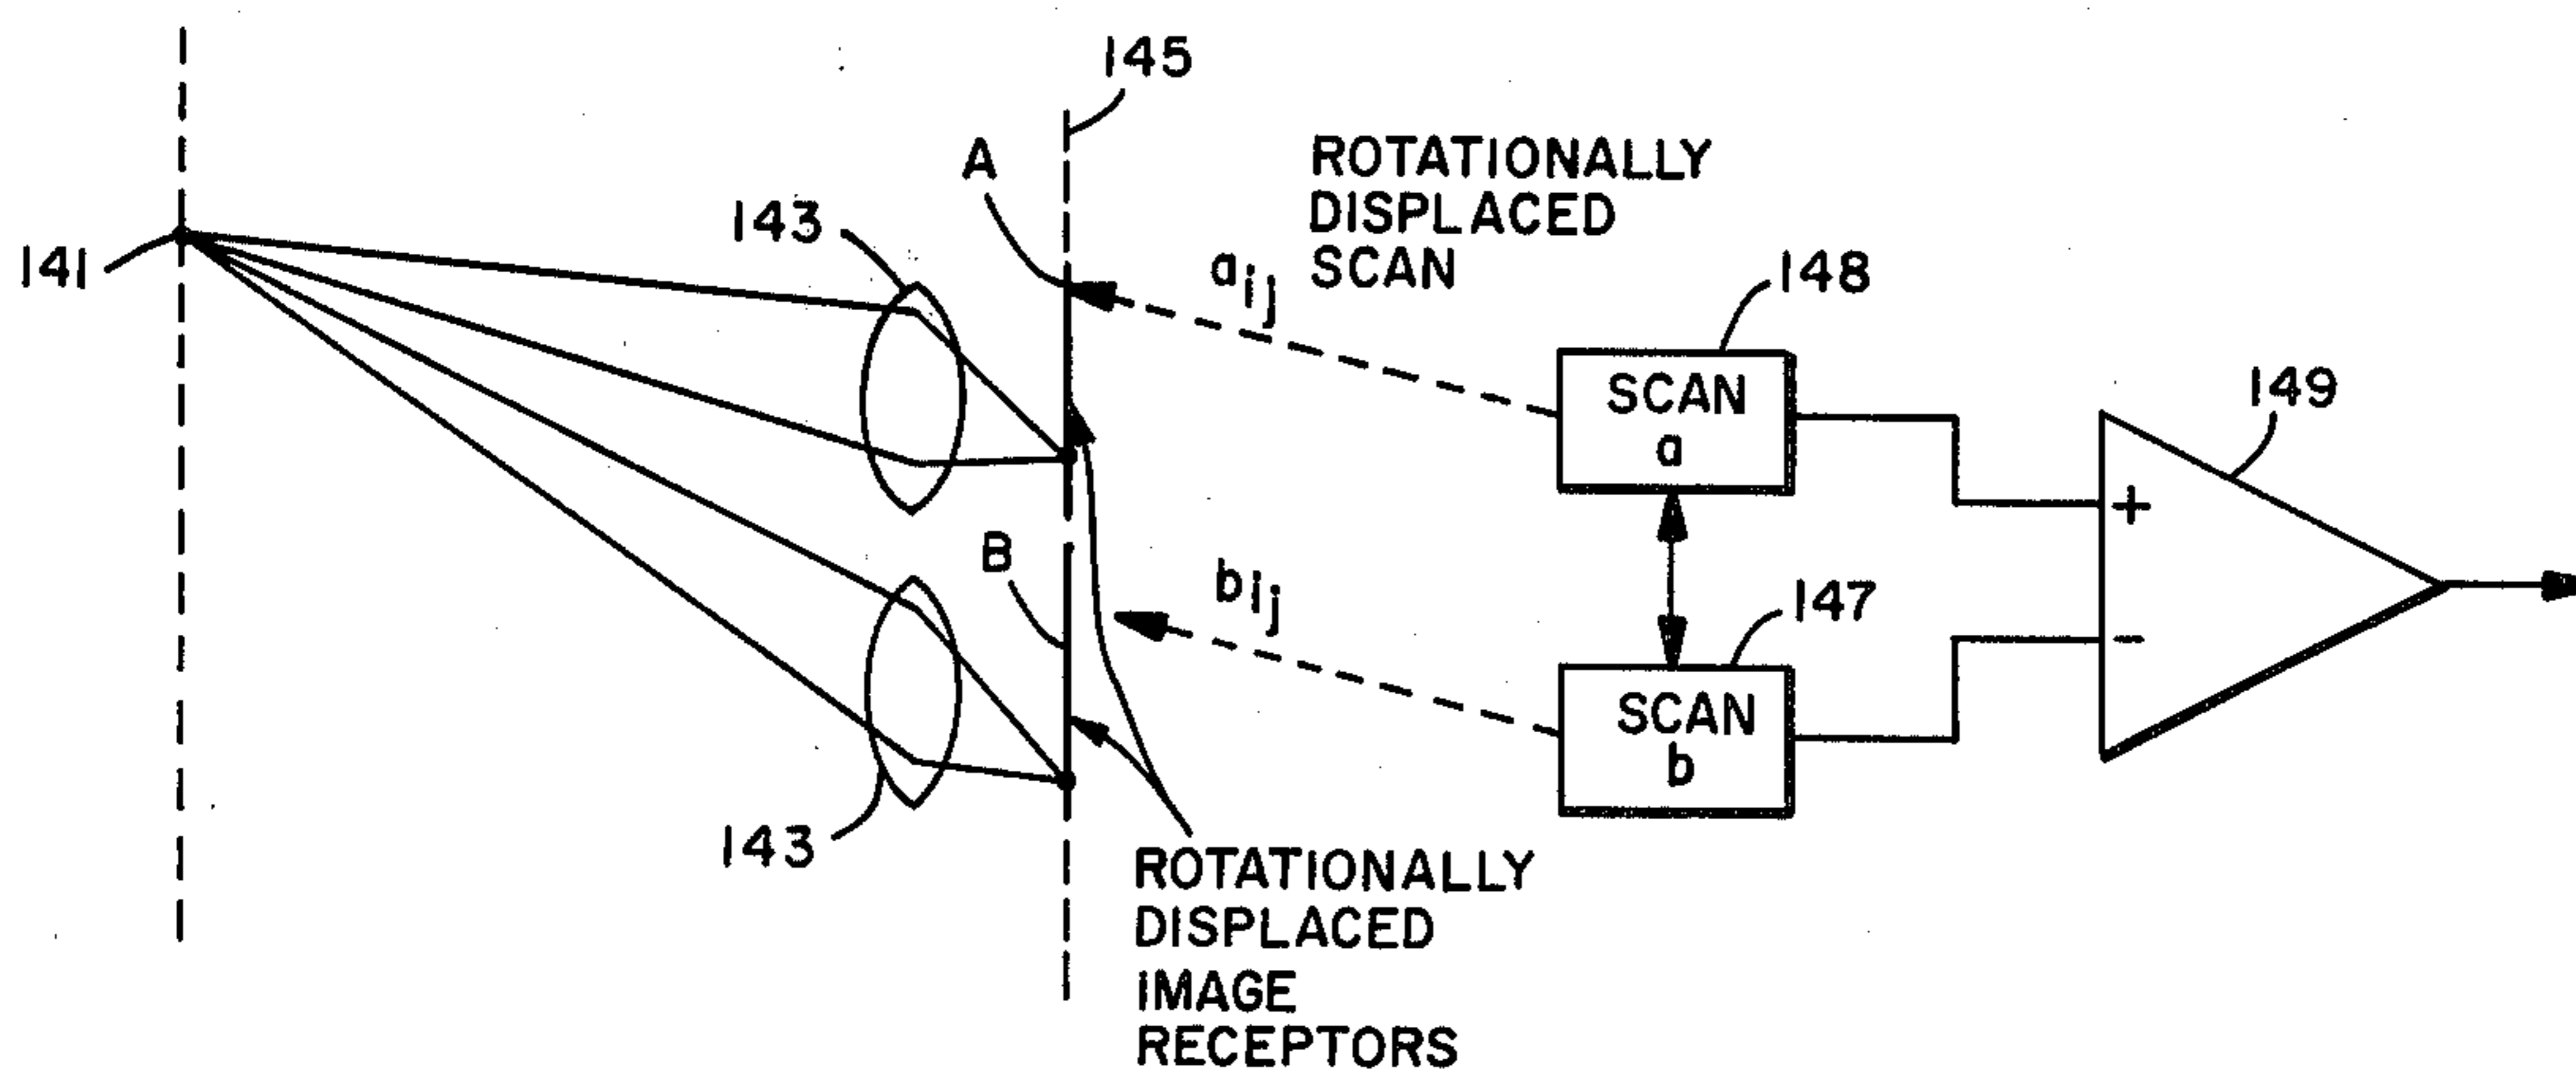 145
A
ROTATIONALLY
DISPLACED
SCAN
143
141
aij
148
SCAN
a
149
+
B
bij
147
-
SCAN
b
143
ROTATIONALLY
DISPLACED
IMAGE
RECEPTORS